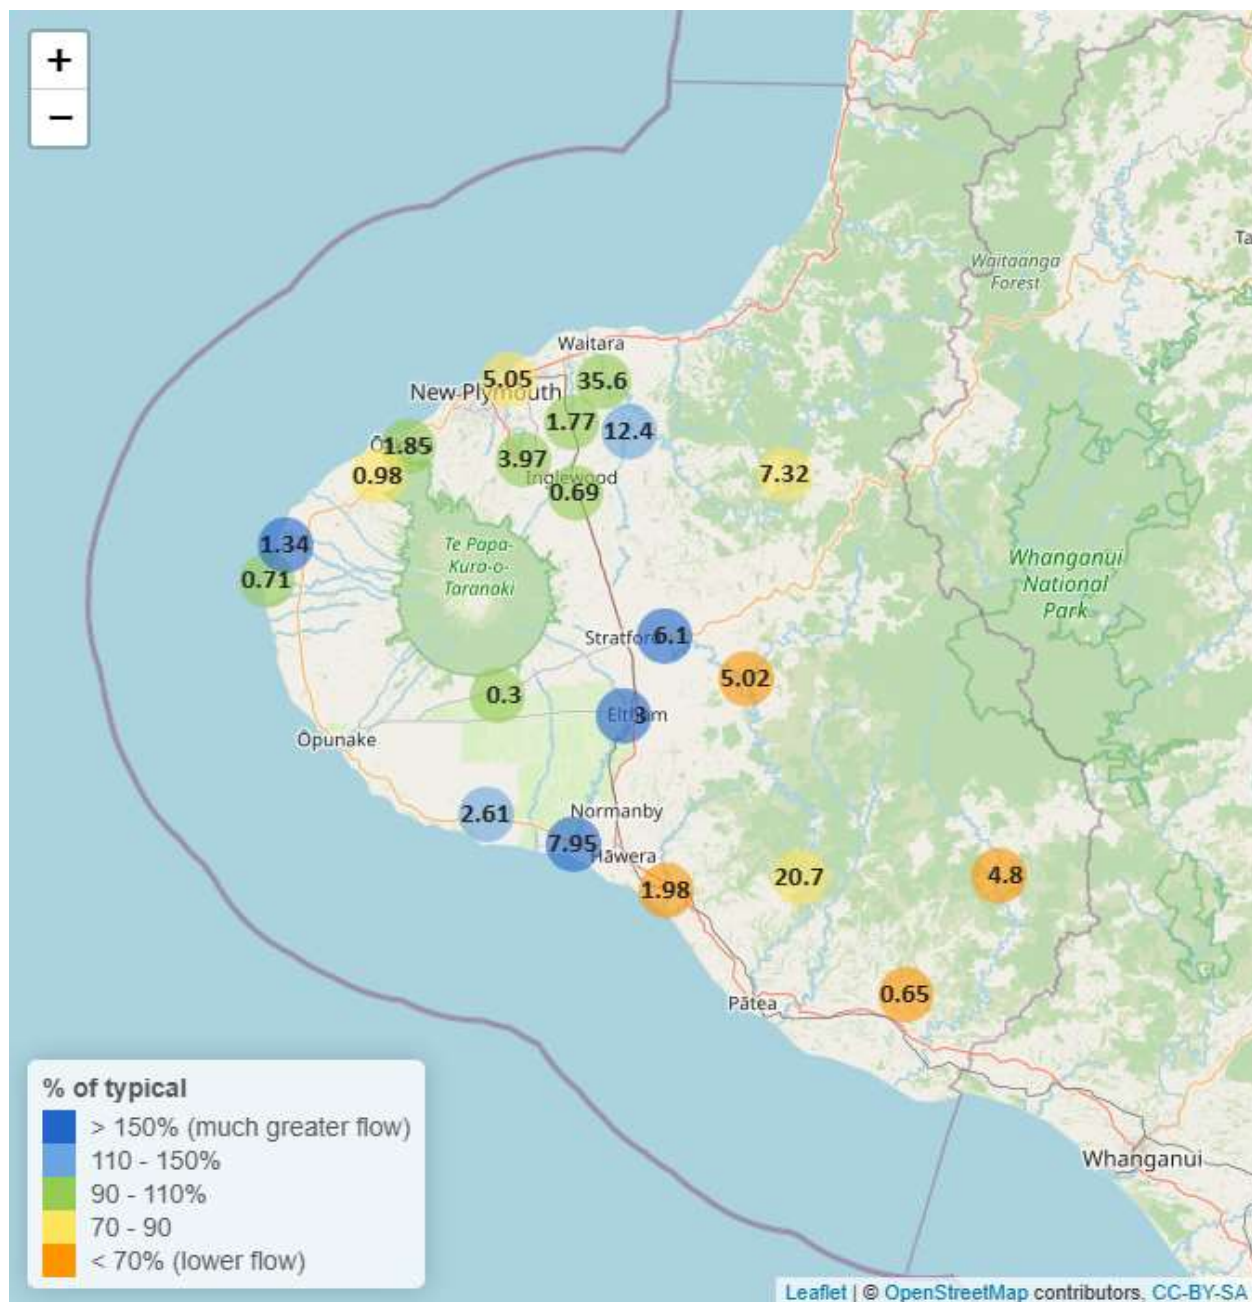 +
−
Ta
Waitaanga
Forest
Waitara
5.05
New Plymouth
35.6
1.77
12.4
1.85
3.97
7.32
0.98
Inglewood
0.69
1.34
Te Papa-
Kura-o-
Taranaki
Whanganui
National
Park
0.71
Stratford
6.1
5.02
0.3
Eltham
3
Ōpunake
2.61
Normanby
7.95
Hāwera
1.98
20.7
4.8
0.65
Pātea
% of typical
> 150% (much greater flow)
110 - 150%
90 - 110%
70 - 90
< 70% (lower flow)
Whanganui
Leaflet | © OpenStreetMap contributors, CC-BY-SA